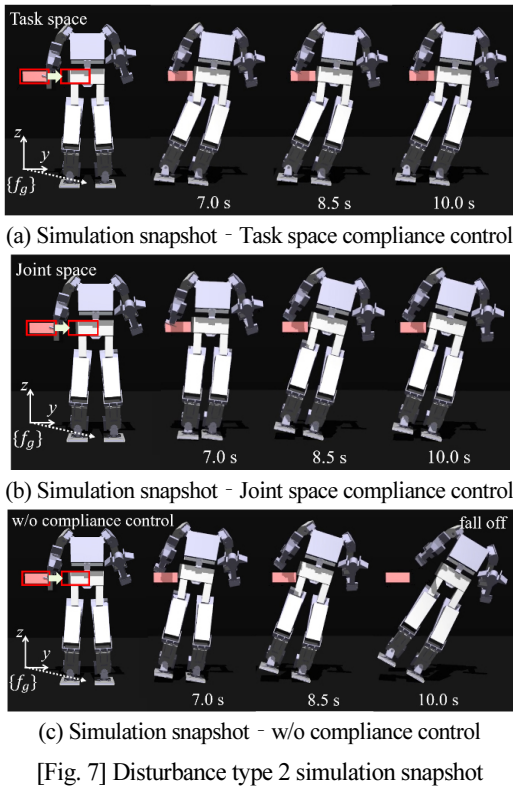 Task space
z
y
{f_g}
7.0 s 8.5 s 10.0 s
(a) Simulation snapshot - Task space compliance control
Joint space
z
y
{f_g}
7.0 s 8.5 s 10.0 s
(b) Simulation snapshot - Joint space compliance control
w/o compliance control fall off
z
y
{f_g}
7.0 s 8.5 s 10.0 s
(c) Simulation snapshot - w/o compliance control
[Fig. 7] Disturbance type 2 simulation snapshot